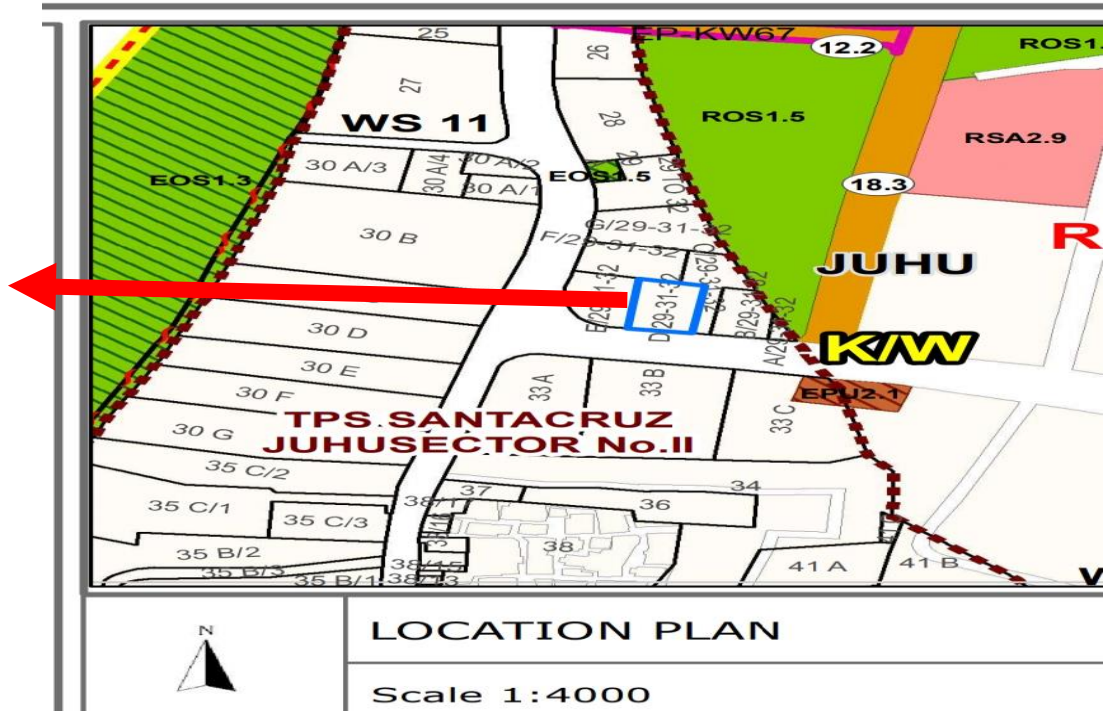 25
26
EP-KW67
12.2
ROS1.
27
28
WS 11
ROS1.5
RSA2.9
30 A/3
30 A/4
30 A/2
30 A/1
29
EOS1.3
EOS1.5
18.3
G/29-31-32
F/29-31-32
30 B
R
JUHU
D/29-31-32
B/29-31-32
A/29-31-32
30 D
K/W
30 E
33 A
33 B
EPU2.1
30 F
33 C
TPS.SANTACRUZ
JUHUSECTOR No.II
30 G
35 C/2
37
34
36
35 C/1
35 C/3
38
35 B/2
35 B/3
35 B/1
41 A
41 B
N
LOCATION PLAN
Scale 1:4000